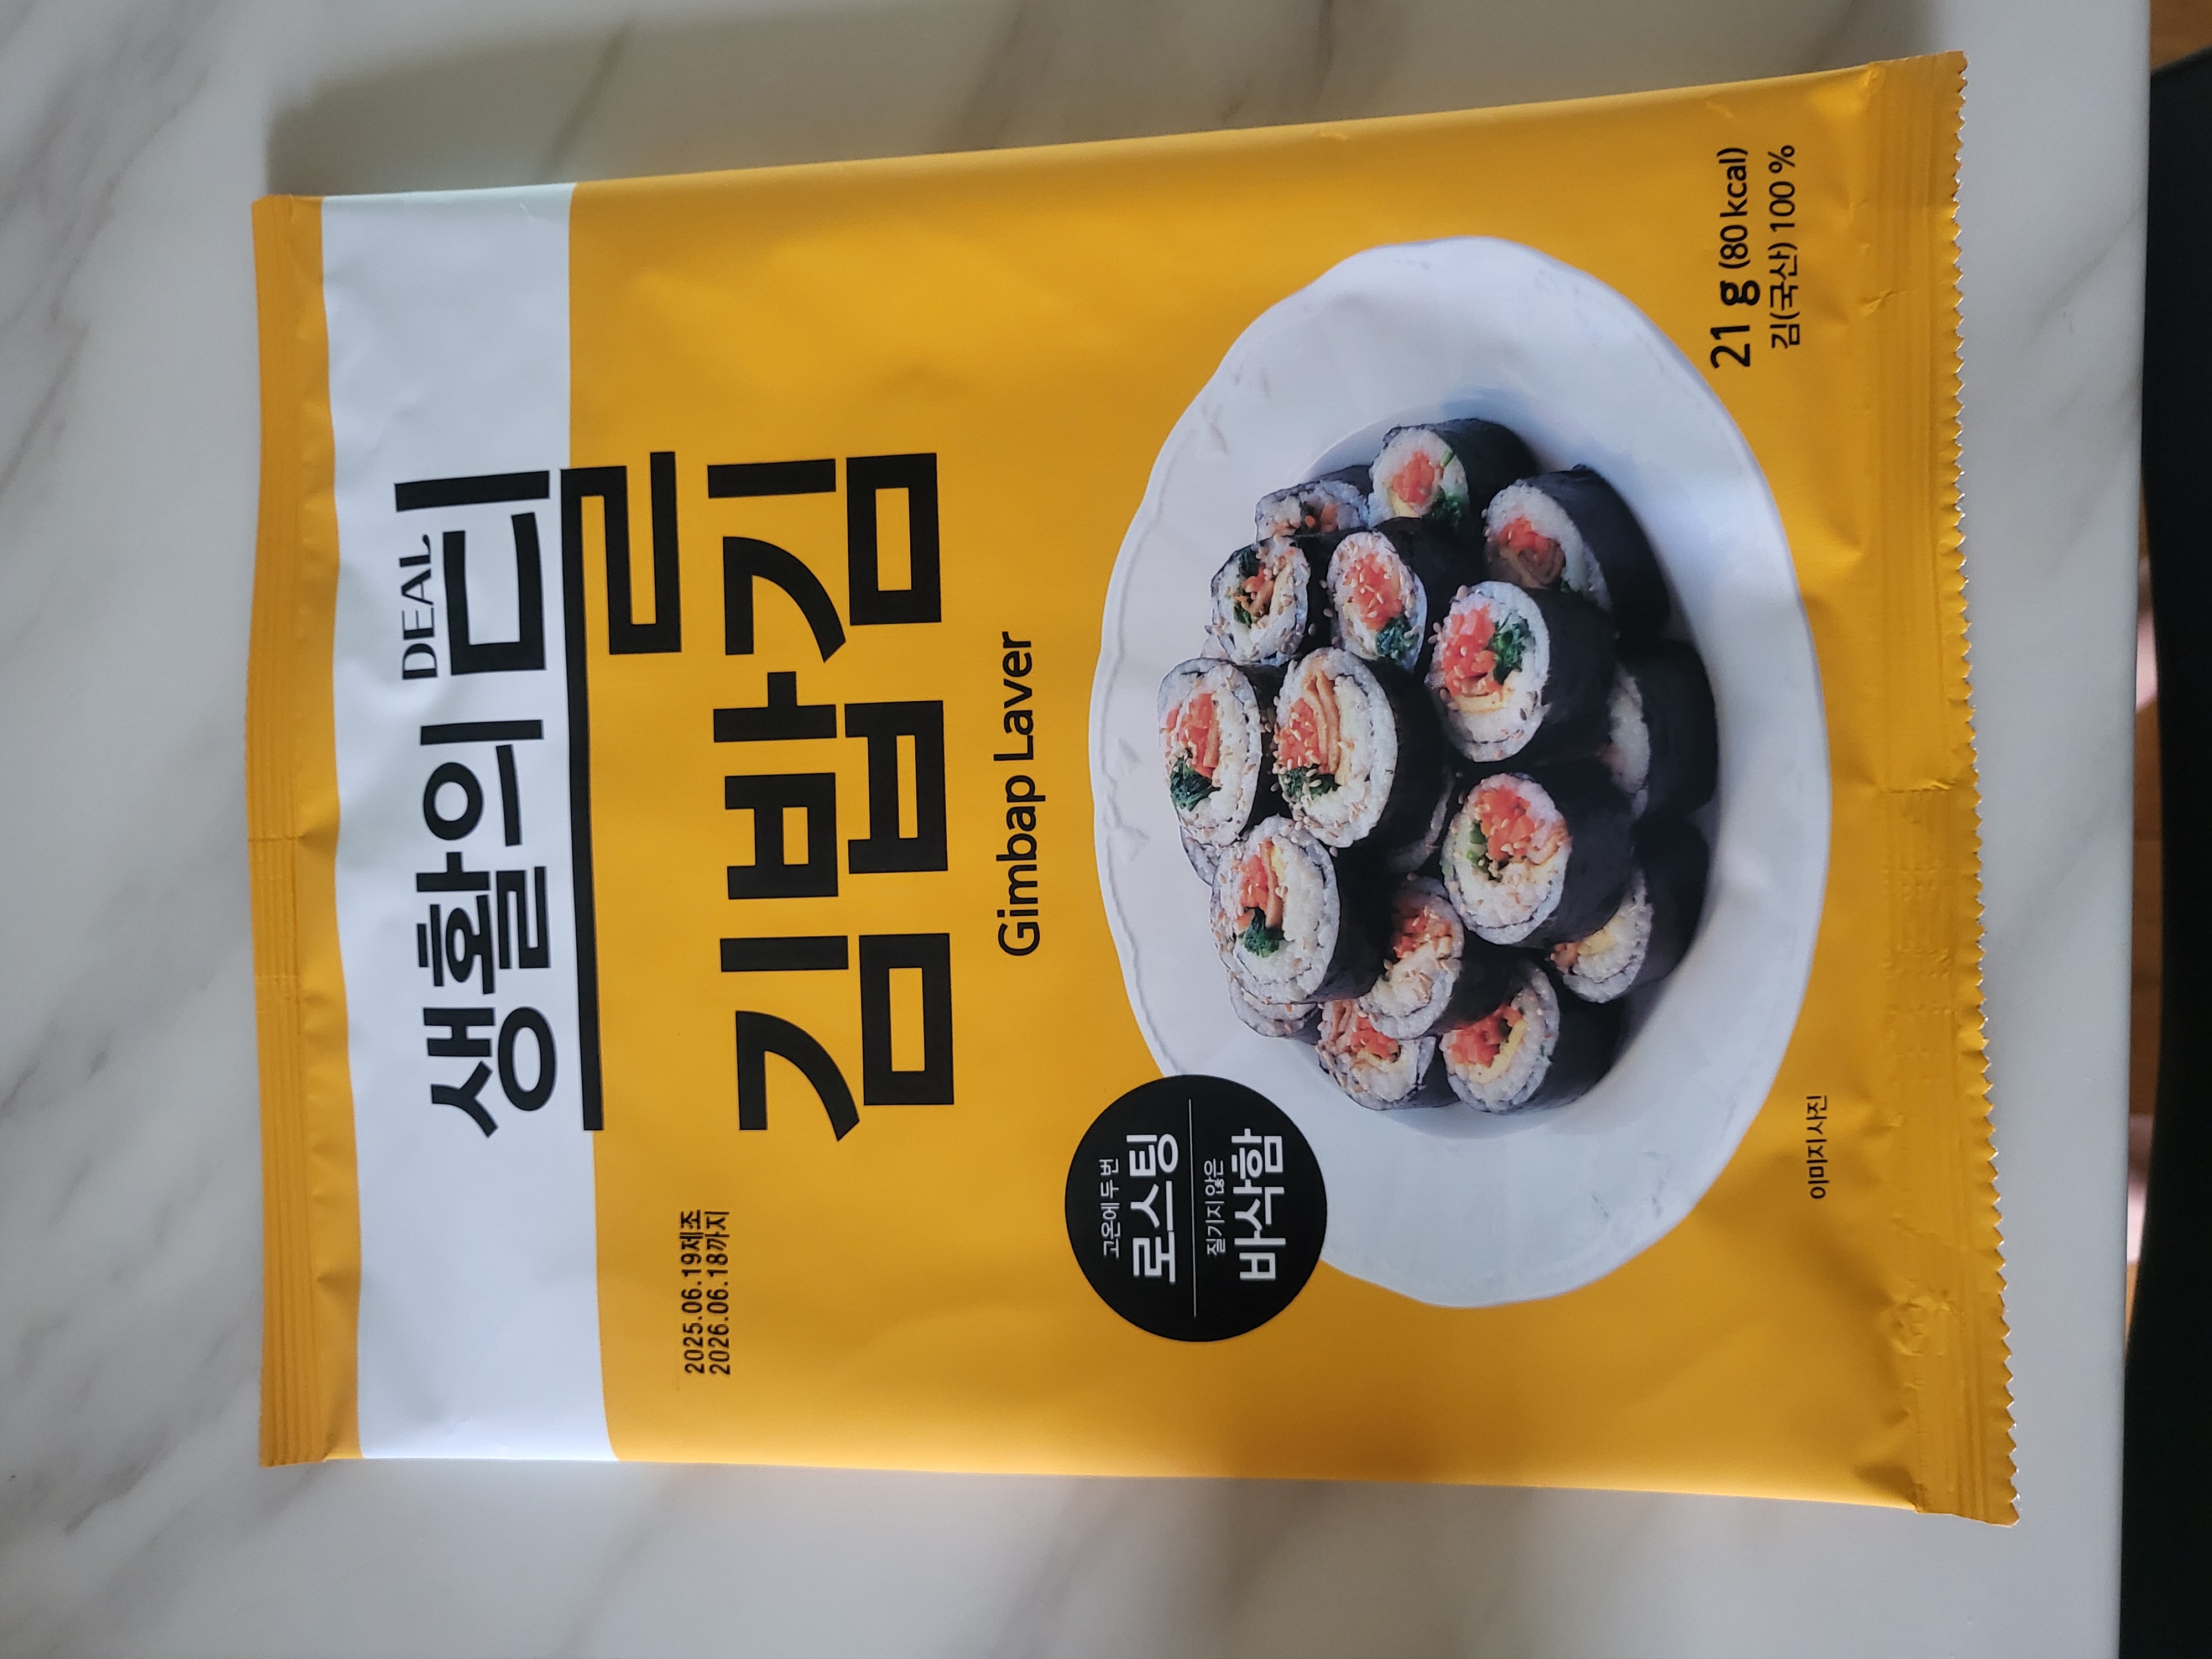 DEAL
생활의 딜
김밥김
Gimbap Laver
2025.06.19제조
2026.06.18까지
고온에 두 번
로스팅
질기지 않은
바삭함
21 g (80 kcal)
김(국산) 100 %
이미지 사진